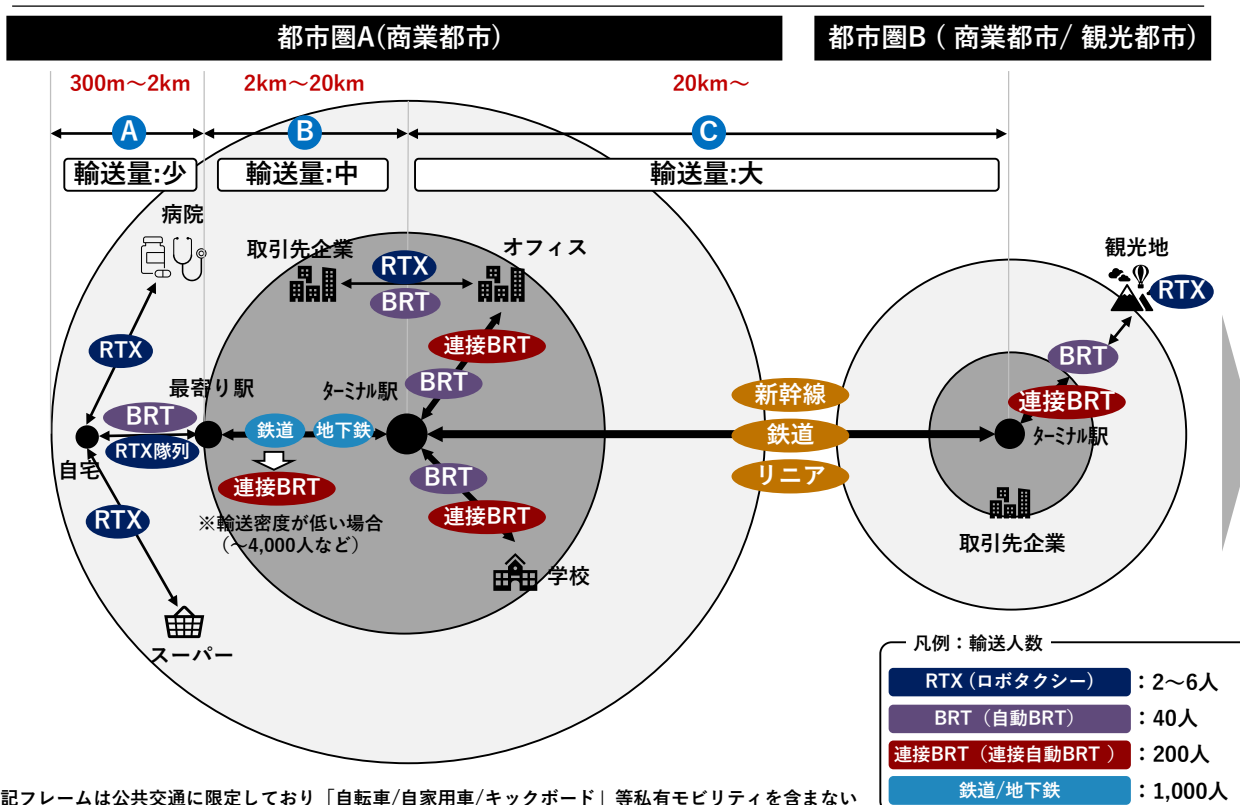 都市圏A(商業都市)
都市圏B ( 商業都市/ 観光都市)
300m～2km
2km～20km
20km～
A
B
C
輸送量:少
輸送量:中
輸送量:大
病院
取引先企業
オフィス
観光地
RTX
RTX
BRT
連接BRT
RTX
BRT
最寄り駅
ターミナル駅
BRT
新幹線
BRT
連接BRT
鉄道
地下鉄
鉄道
RTX隊列
ターミナル駅
自宅
BRT
リニア
連接BRT
RTX
連接BRT
※輸送密度が低い場合
（～4,000人など）
取引先企業
学校
スーパー
凡例：輸送人数
RTX (ロボタクシー)
：2～6人
BRT（自動BRT）
：40人
連接BRT（連接自動BRT ）
：200人
鉄道/地下鉄
：1,000人
記フレームは公共交通に限定しており「自転車/自家用車/キックボード」等私有モビリティを含まない